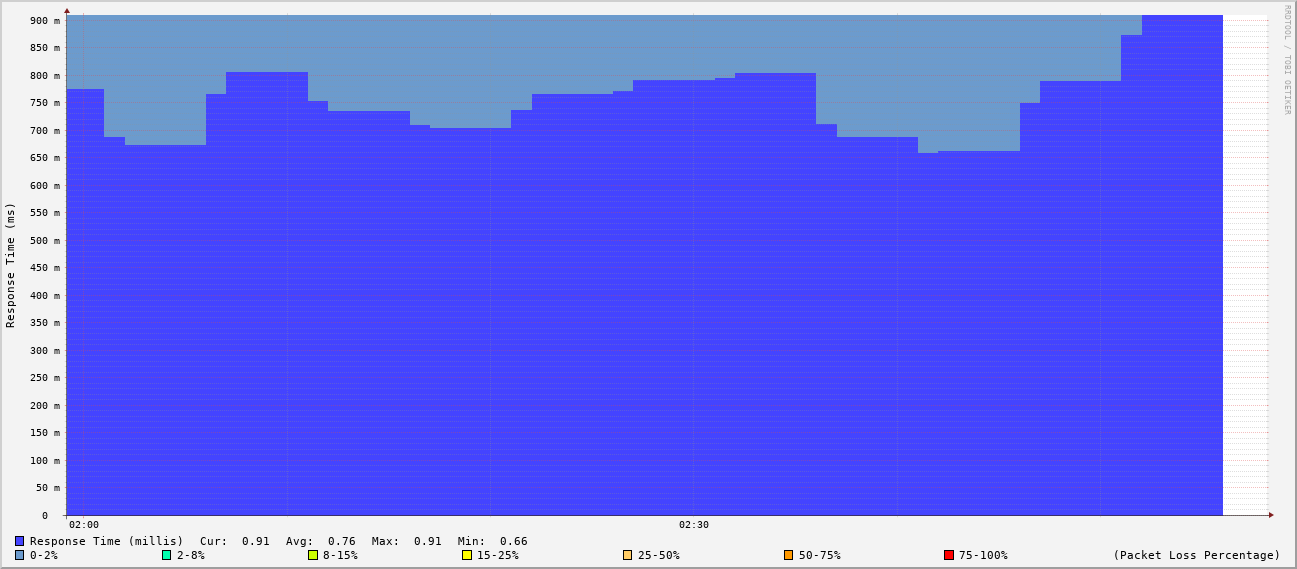 RRDTOOL / TOBI OETIKER
Response Time (ms)
900 m
850 m
800 m
750 m
700 m
650 m
600 m
550 m
500 m
450 m
400 m
350 m
300 m
250 m
200 m
150 m
100 m
50 m
0
02:00 02:30
Response Time (millis) Cur: 0.91 Avg: 0.76 Max: 0.91 Min: 0.66
0-2% 2-8% 8-15% 15-25% 25-50% 50-75% 75-100% (Packet Loss Percentage)